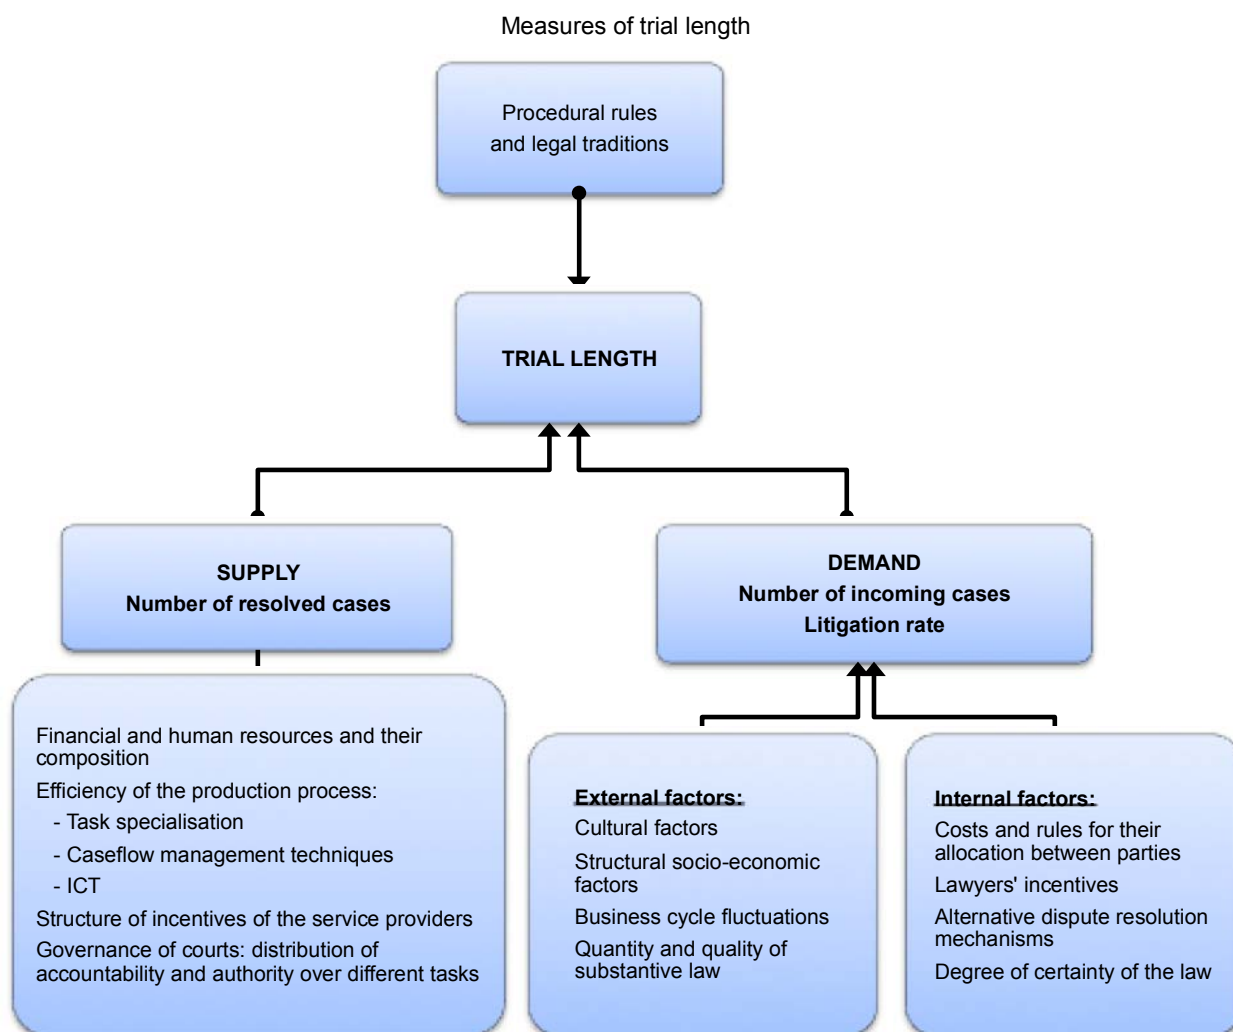 Measures of trial length
Procedural rules
and legal traditions
TRIAL LENGTH
SUPPLY
Number of resolved cases
DEMAND
Number of incoming cases
Litigation rate
Financial and human resources and their
composition
Efficiency of the production process:
- Task specialisation
- Caseflow management techniques
- ICT
Structure of incentives of the service providers
Governance of courts: distribution of
accountability and authority over different tasks
External factors:
Cultural factors
Structural socio-economic
factors
Business cycle fluctuations
Quantity and quality of
substantive law
Internal factors:
Costs and rules for their
allocation between parties
Lawyers' incentives
Alternative dispute resolution
mechanisms
Degree of certainty of the law